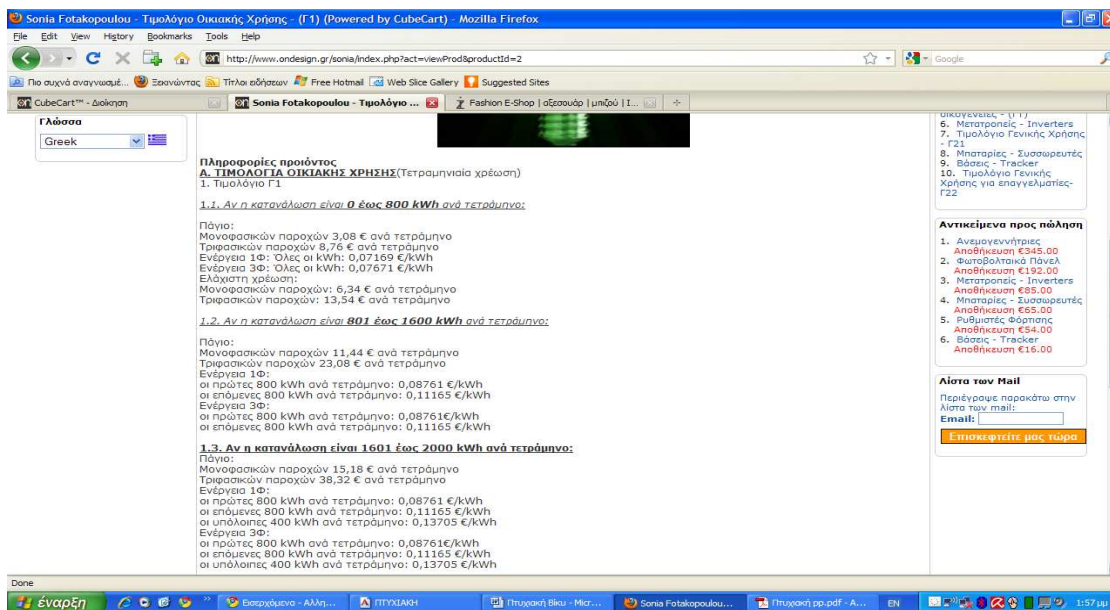 Sonia Fotakopoulou - Τιμολόγιο Οικιακής Χρήσης - (Γ1) (Powered by CubeCart) - Mozilla Firefox
File Edit View History Bookmarks Tools Help
http://www.ondesign.gr/sonia/index.php?act=viewProd&productId=2
Google
Πιο συχνά αναγνωσμέ... Ξεκινώντας Τίτλοι ειδήσεων Free Hotmail Web Slice Gallery Suggested Sites
CubeCart™ - Διοίκηση
Sonia Fotakopoulou - Τιμολόγιο ...
Fashion E-Shop | αξεσουάρ | μπιζού | Ι...
Γλώσσα
Greek
Πληροφορίες προιόντος
Α. ΤΙΜΟΛΟΓΙΑ ΟΙΚΙΑΚΗΣ ΧΡΗΣΗΣ(Τετραμηνιαία χρέωση)
1. Τιμολόγιο Γ1
1.1. Αν η κατανάλωση είναι 0 έως 800 kWh ανά τετράμηνο:
Πάγιο:
Μονοφασικών παροχών 3,08 € ανά τετράμηνο
Τριφασικών παροχών 8,76 € ανά τετράμηνο
Ενέργεια 1Φ: Όλες οι kWh: 0,07169 €/kWh
Ενέργεια 3Φ: Όλες οι kWh: 0,07671 €/kWh
Ελάχιστη χρέωση:
Μονοφασικών παροχών: 6,34 € ανά τετράμηνο
Τριφασικών παροχών: 13,54 € ανά τετράμηνο
1.2. Αν η κατανάλωση είναι 801 έως 1600 kWh ανά τετράμηνο:
Πάγιο:
Μονοφασικών παροχών 11,44 € ανά τετράμηνο
Τριφασικών παροχών 23,08 € ανά τετράμηνο
Ενέργεια 1Φ:
οι πρώτες 800 kWh ανά τετράμηνο: 0,08761 €/kWh
οι επόμενες 800 kWh ανά τετράμηνο: 0,11165 €/kWh
Ενέργεια 3Φ:
οι πρώτες 800 kWh ανά τετράμηνο: 0,08761€/kWh
οι επόμενες 800 kWh ανά τετράμηνο: 0,11165 €/kWh
1.3. Αν η κατανάλωση είναι 1601 έως 2000 kWh ανά τετράμηνο:
Πάγιο:
Μονοφασικών παροχών 15,18 € ανά τετράμηνο
Τριφασικών παροχών 38,32 € ανά τετράμηνο
Ενέργεια 1Φ:
οι πρώτες 800 kWh ανά τετράμηνο: 0,08761 €/kWh
οι επόμενες 800 kWh ανά τετράμηνο: 0,11165 €/kWh
οι υπόλοιπες 400 kWh ανά τετράμηνο: 0,13705 €/kWh
Ενέργεια 3Φ:
οι πρώτες 800 kWh ανά τετράμηνο: 0,08761€/kWh
οι επόμενες 800 kWh ανά τετράμηνο: 0,11165 €/kWh
οι υπόλοιπες 400 kWh ανά τετράμηνο: 0,13705 €/kWh
οικογένειες - (Γ1)
6. Μετατροπείς - Inverters
7. Τιμολόγιο Γενικής Χρήσης
- Γ21
8. Μπαταρίες - Συσσωρευτές
9. Βάσεις - Tracker
10. Τιμολόγιο Γενικής
Χρήσης για επαγγελματίες-
Γ22
Αντικείμενα προς πώληση
1. Ανεμογεννήτριες
Αποθήκευση €345.00
2. Φωτοβολταικά Πάνελ
Αποθήκευση €192.00
3. Μετατροπείς - Inverters
Αποθήκευση €85.00
4. Μπαταρίες - Συσσωρευτές
Αποθήκευση €65.00
5. Ρυθμιστές Φόρτισης
Αποθήκευση €54.00
6. Βάσεις - Tracker
Αποθήκευση €16.00
Λίστα των Mail
Περιέγραψε παρακάτω στην
λίστα των mail:
Email:
Επισκεφτείτε μας τώρα
Done
έναρξη
Εισερχόμενα - Αλλη...
ΠΤΥΧΙΑΚΗ
Πτυχιακή Βίκυ - Micr...
Sonia Fotakopoulou...
Πτυχιακή pp.pdf - A...
EN
1:57 μμ